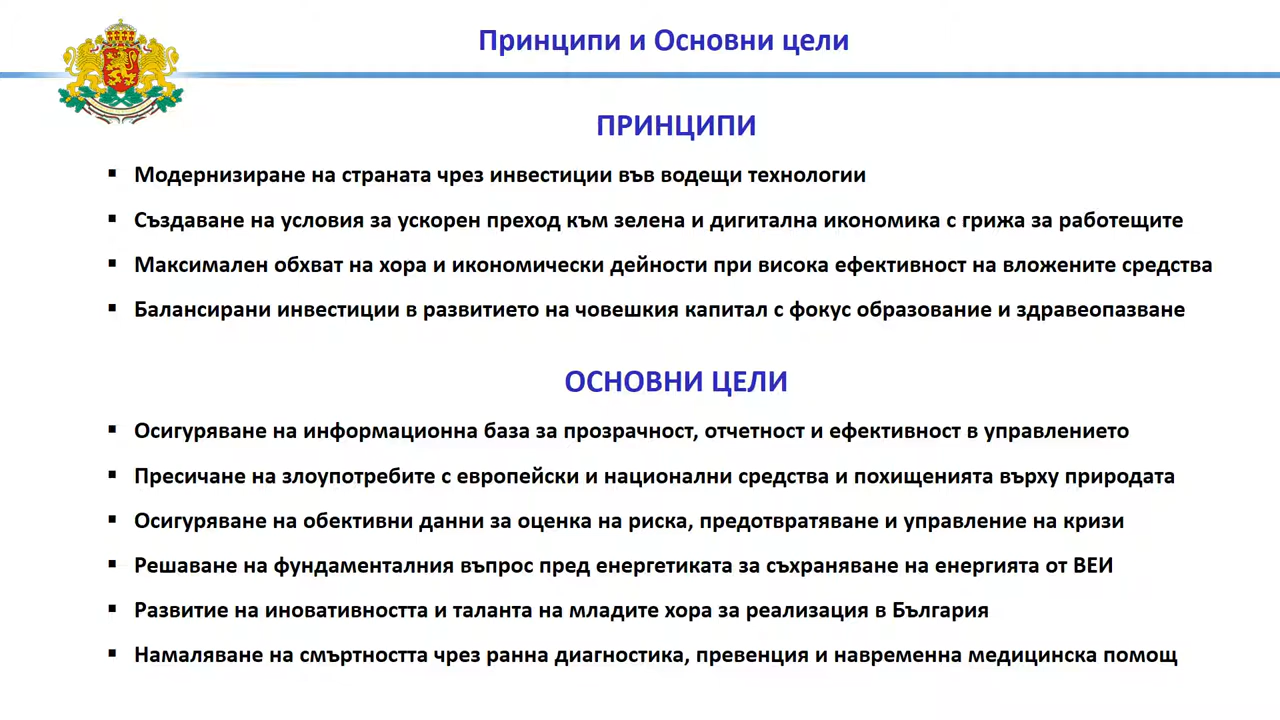 Принципи и Основни цели
ПРИНЦИПИ
▪ Модернизиране на страната чрез инвестиции във водещи технологии
▪ Създаване на условия за ускорен преход към зелена и дигитална икономика с грижа за работещите
▪ Максимален обхват на хора и икономически дейности при висока ефективност на вложените средства
▪ Балансирани инвестиции в развитието на човешкия капитал с фокус образование и здравеопазване
ОСНОВНИ ЦЕЛИ
▪ Осигуряване на информационна база за прозрачност, отчетност и ефективност в управлението
▪ Пресичане на злоупотребите с европейски и национални средства и похищенията върху природата
▪ Осигуряване на обективни данни за оценка на риска, предотвратяване и управление на кризи
▪ Решаване на фундаменталния въпрос пред енергетиката за съхраняване на енергията от ВЕИ
▪ Развитие на иновативността и таланта на младите хора за реализация в България
▪ Намаляване на смъртността чрез ранна диагностика, превенция и навременна медицинска помощ